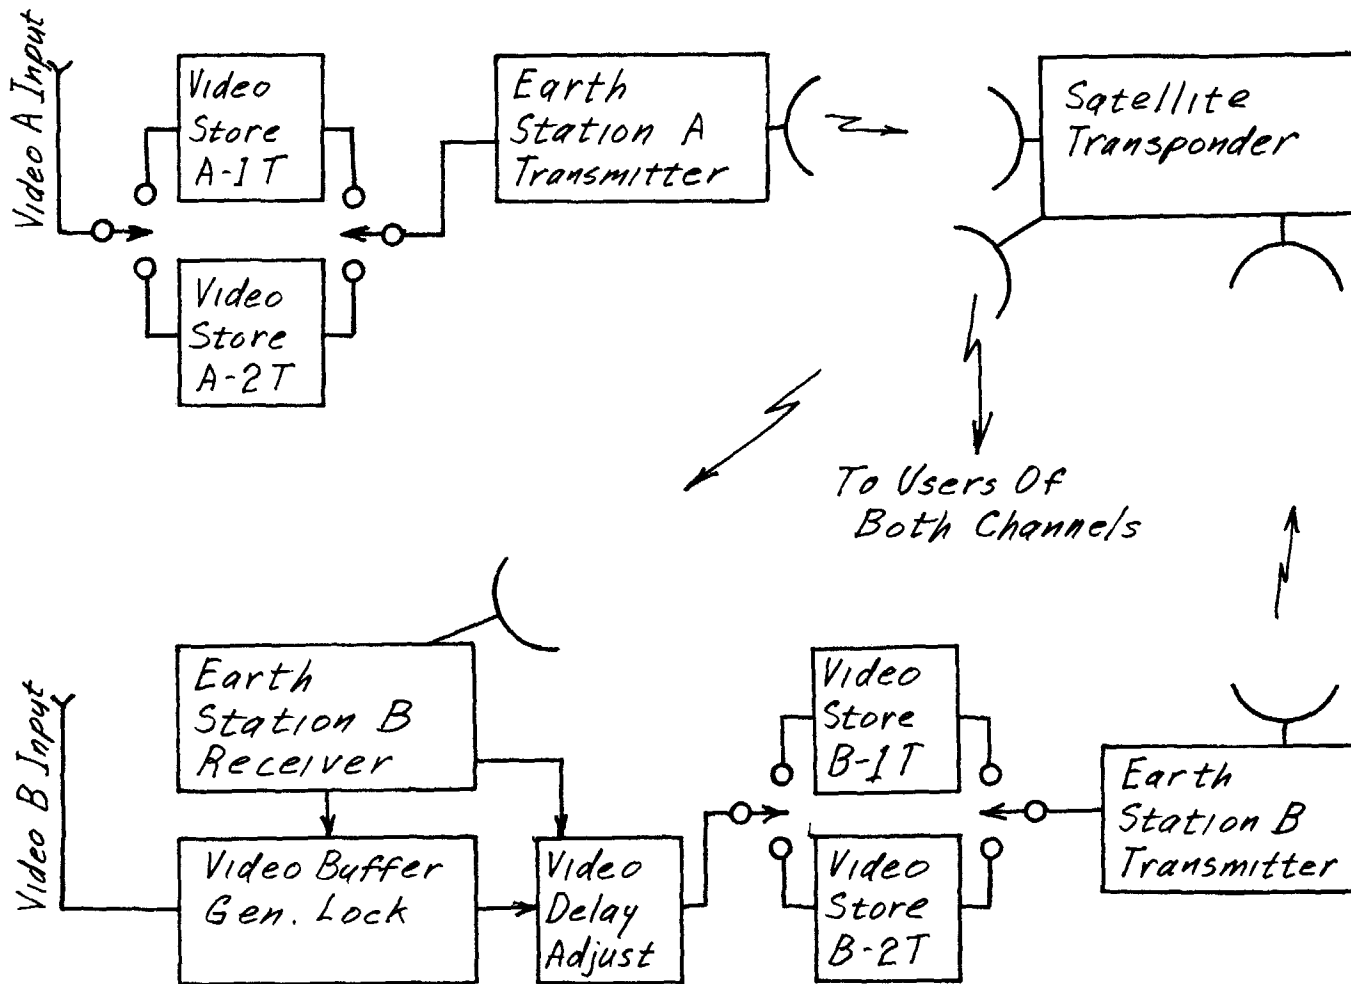 Video A Input
Video
Store
A-1T
Video
Store
A-2T
Earth
Station A
Transmitter
Satellite
Transponder
To Users Of
Both Channels
Video B Input
Earth
Station B
Receiver
Video Buffer
Gen. Lock
Video
Delay
Adjust
Video
Store
B-1T
Video
Store
B-2T
Earth
Station B
Transmitter